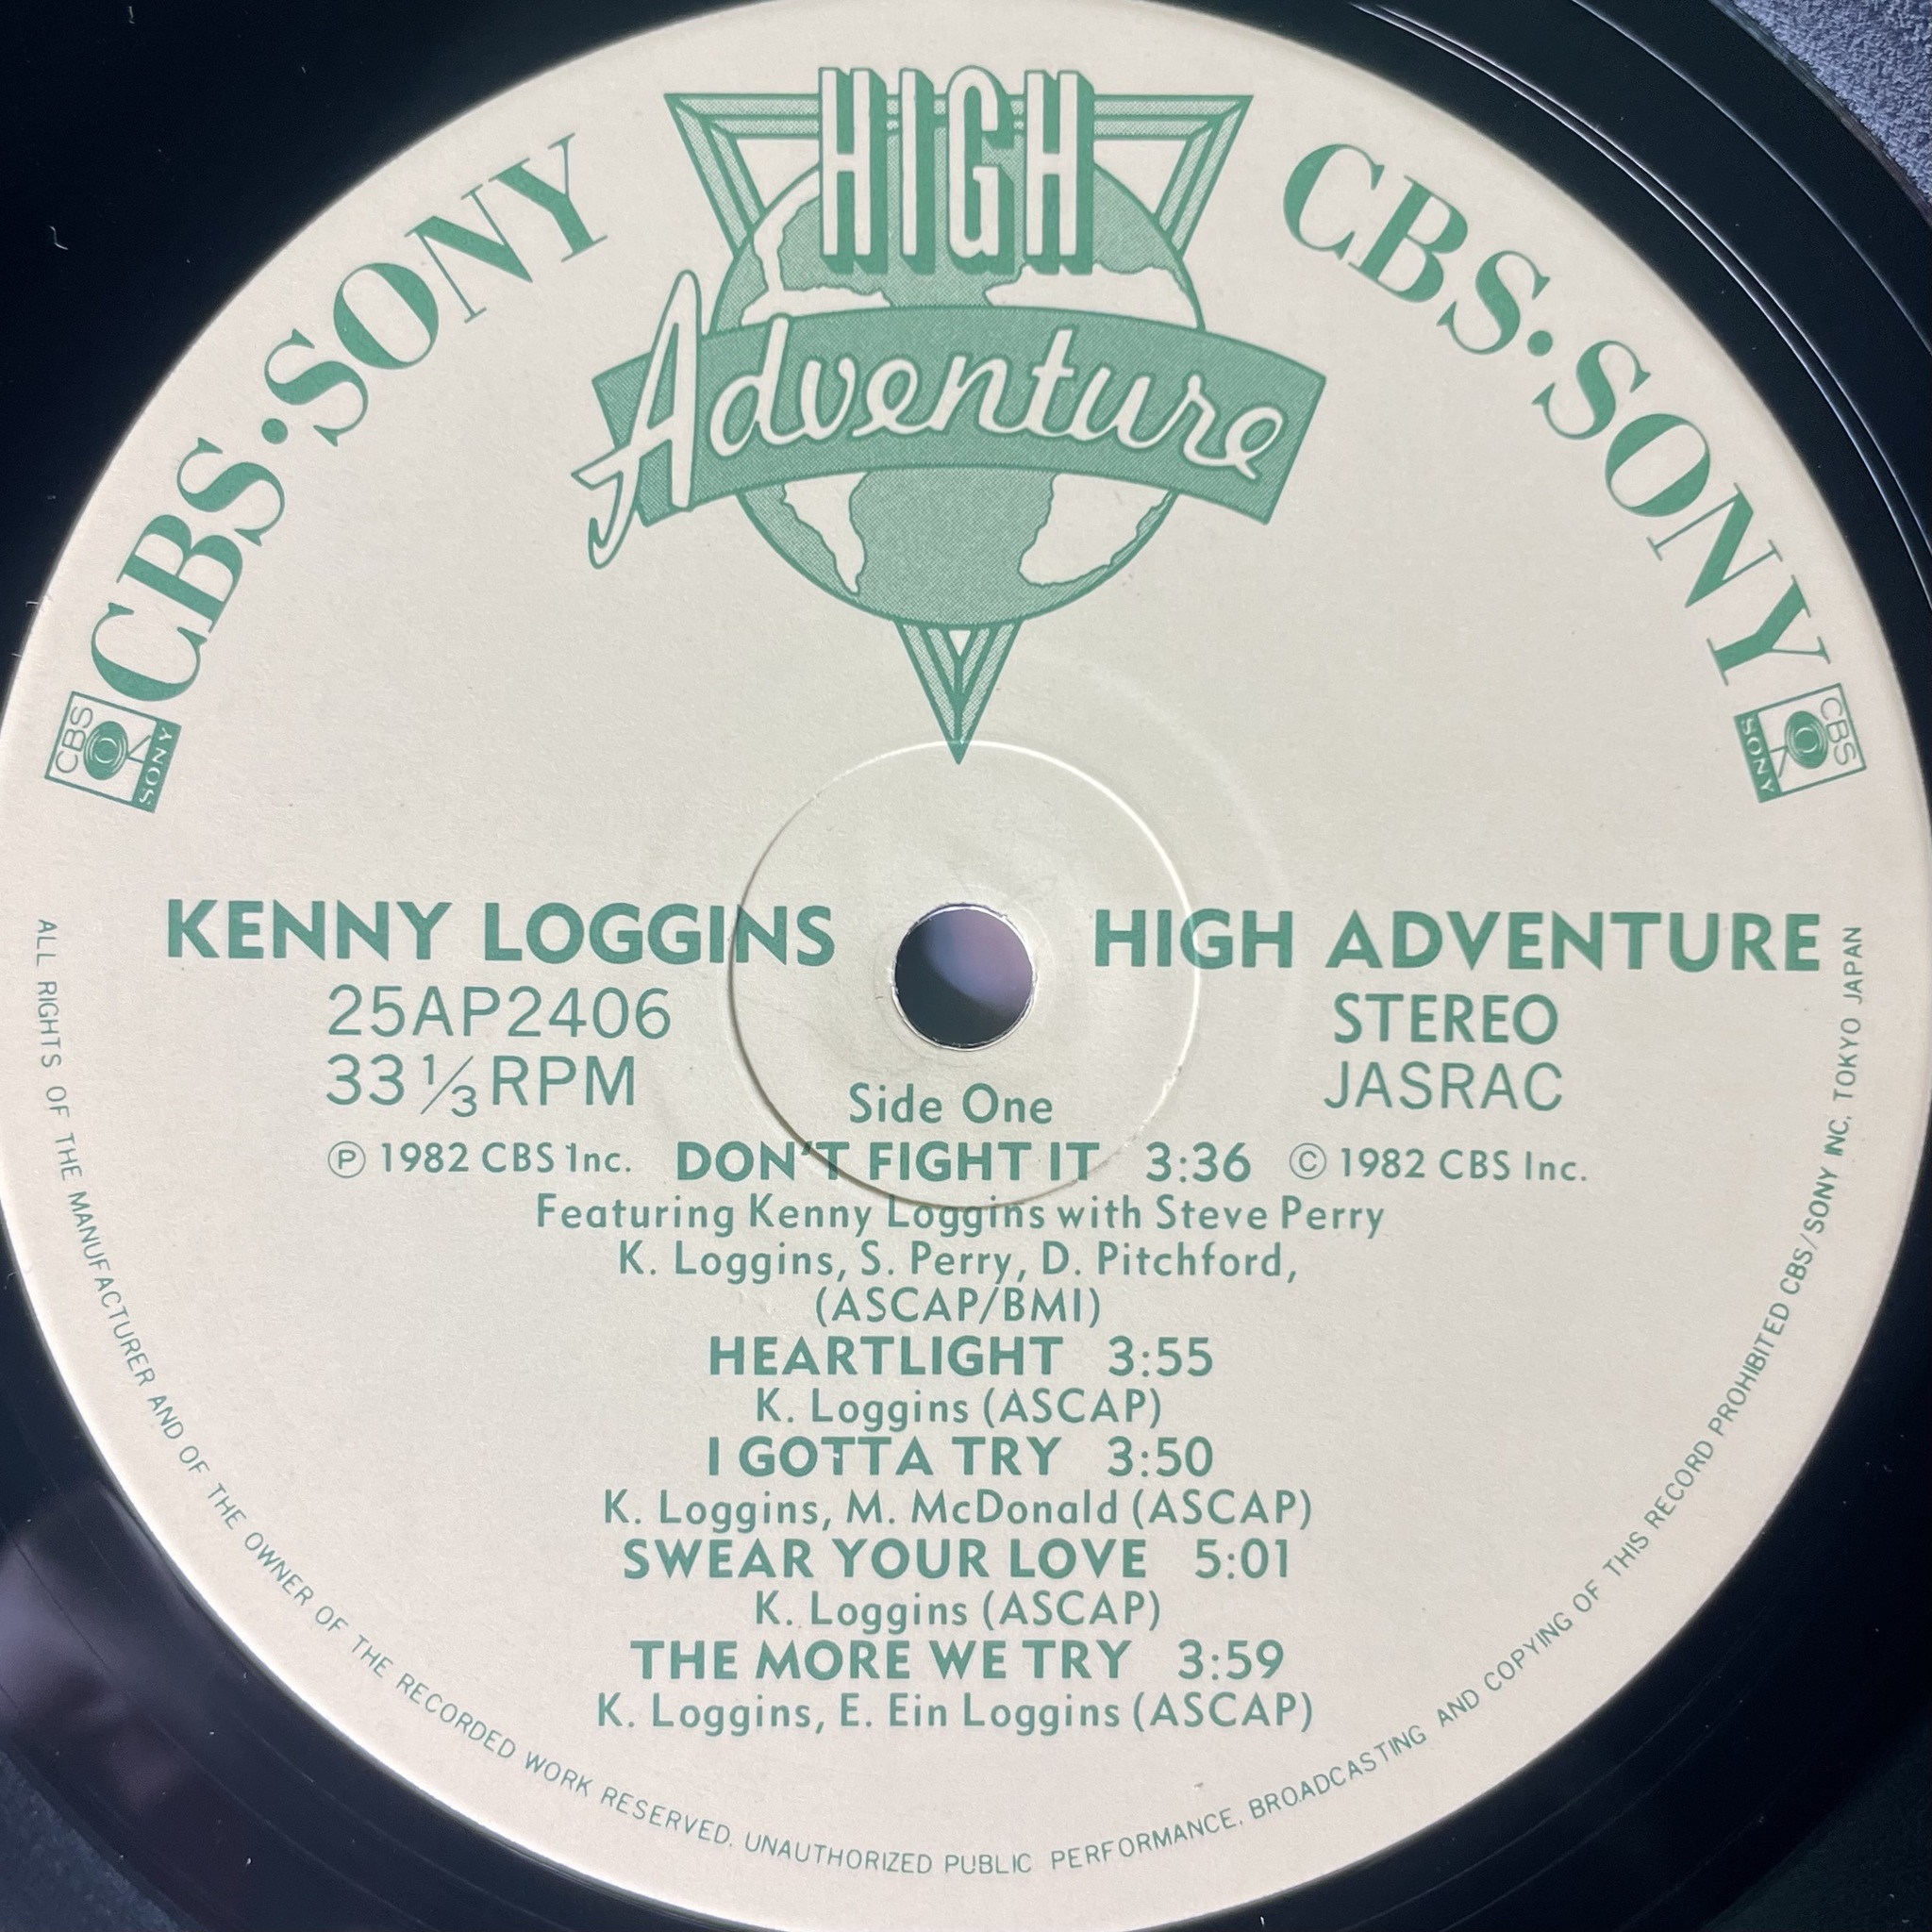 HIGH
Adventure
CBS·SONY
CBS·SONY
CBS SONY
CBS SONY
KENNY LOGGINS
25AP2406
33 1/3 RPM
HIGH ADVENTURE
STEREO
JASRAC
Side One
℗ 1982 CBS Inc.
DON'T FIGHT IT 3:36
© 1982 CBS Inc.
Featuring Kenny Loggins with Steve Perry
K. Loggins, S. Perry, D. Pitchford,
(ASCAP/BMI)
HEARTLIGHT 3:55
K. Loggins (ASCAP)
I GOTTA TRY 3:50
K. Loggins, M. McDonald (ASCAP)
SWEAR YOUR LOVE 5:01
K. Loggins (ASCAP)
THE MORE WE TRY 3:59
K. Loggins, E. Ein Loggins (ASCAP)
ALL RIGHTS OF THE MANUFACTURER AND OF THE OWNER OF THE RECORDED WORK RESERVED. UNAUTHORIZED PUBLIC PERFORMANCE, BROADCASTING AND COPYING OF THIS RECORD PROHIBITED CBS/SONY INC. TOKYO JAPAN